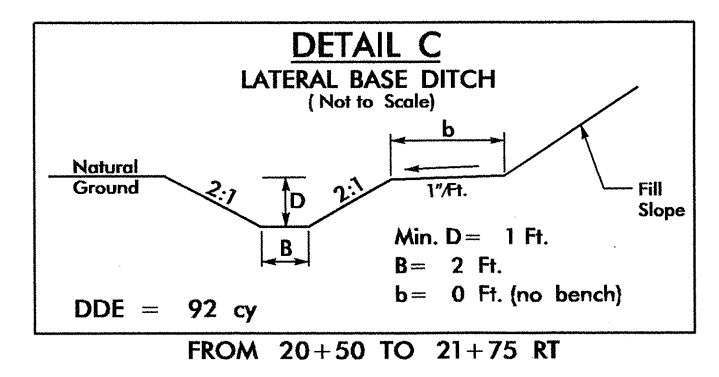 DETAIL C
LATERAL BASE DITCH
( Not to Scale)
b
Natural
Ground
2:1
D
2:1
1"/Ft.
Fill
Slope
B
Min. D= 1 Ft.
B= 2 Ft.
b= 0 Ft. (no bench)
DDE = 92 cy
FROM 20+50 TO 21+75 RT